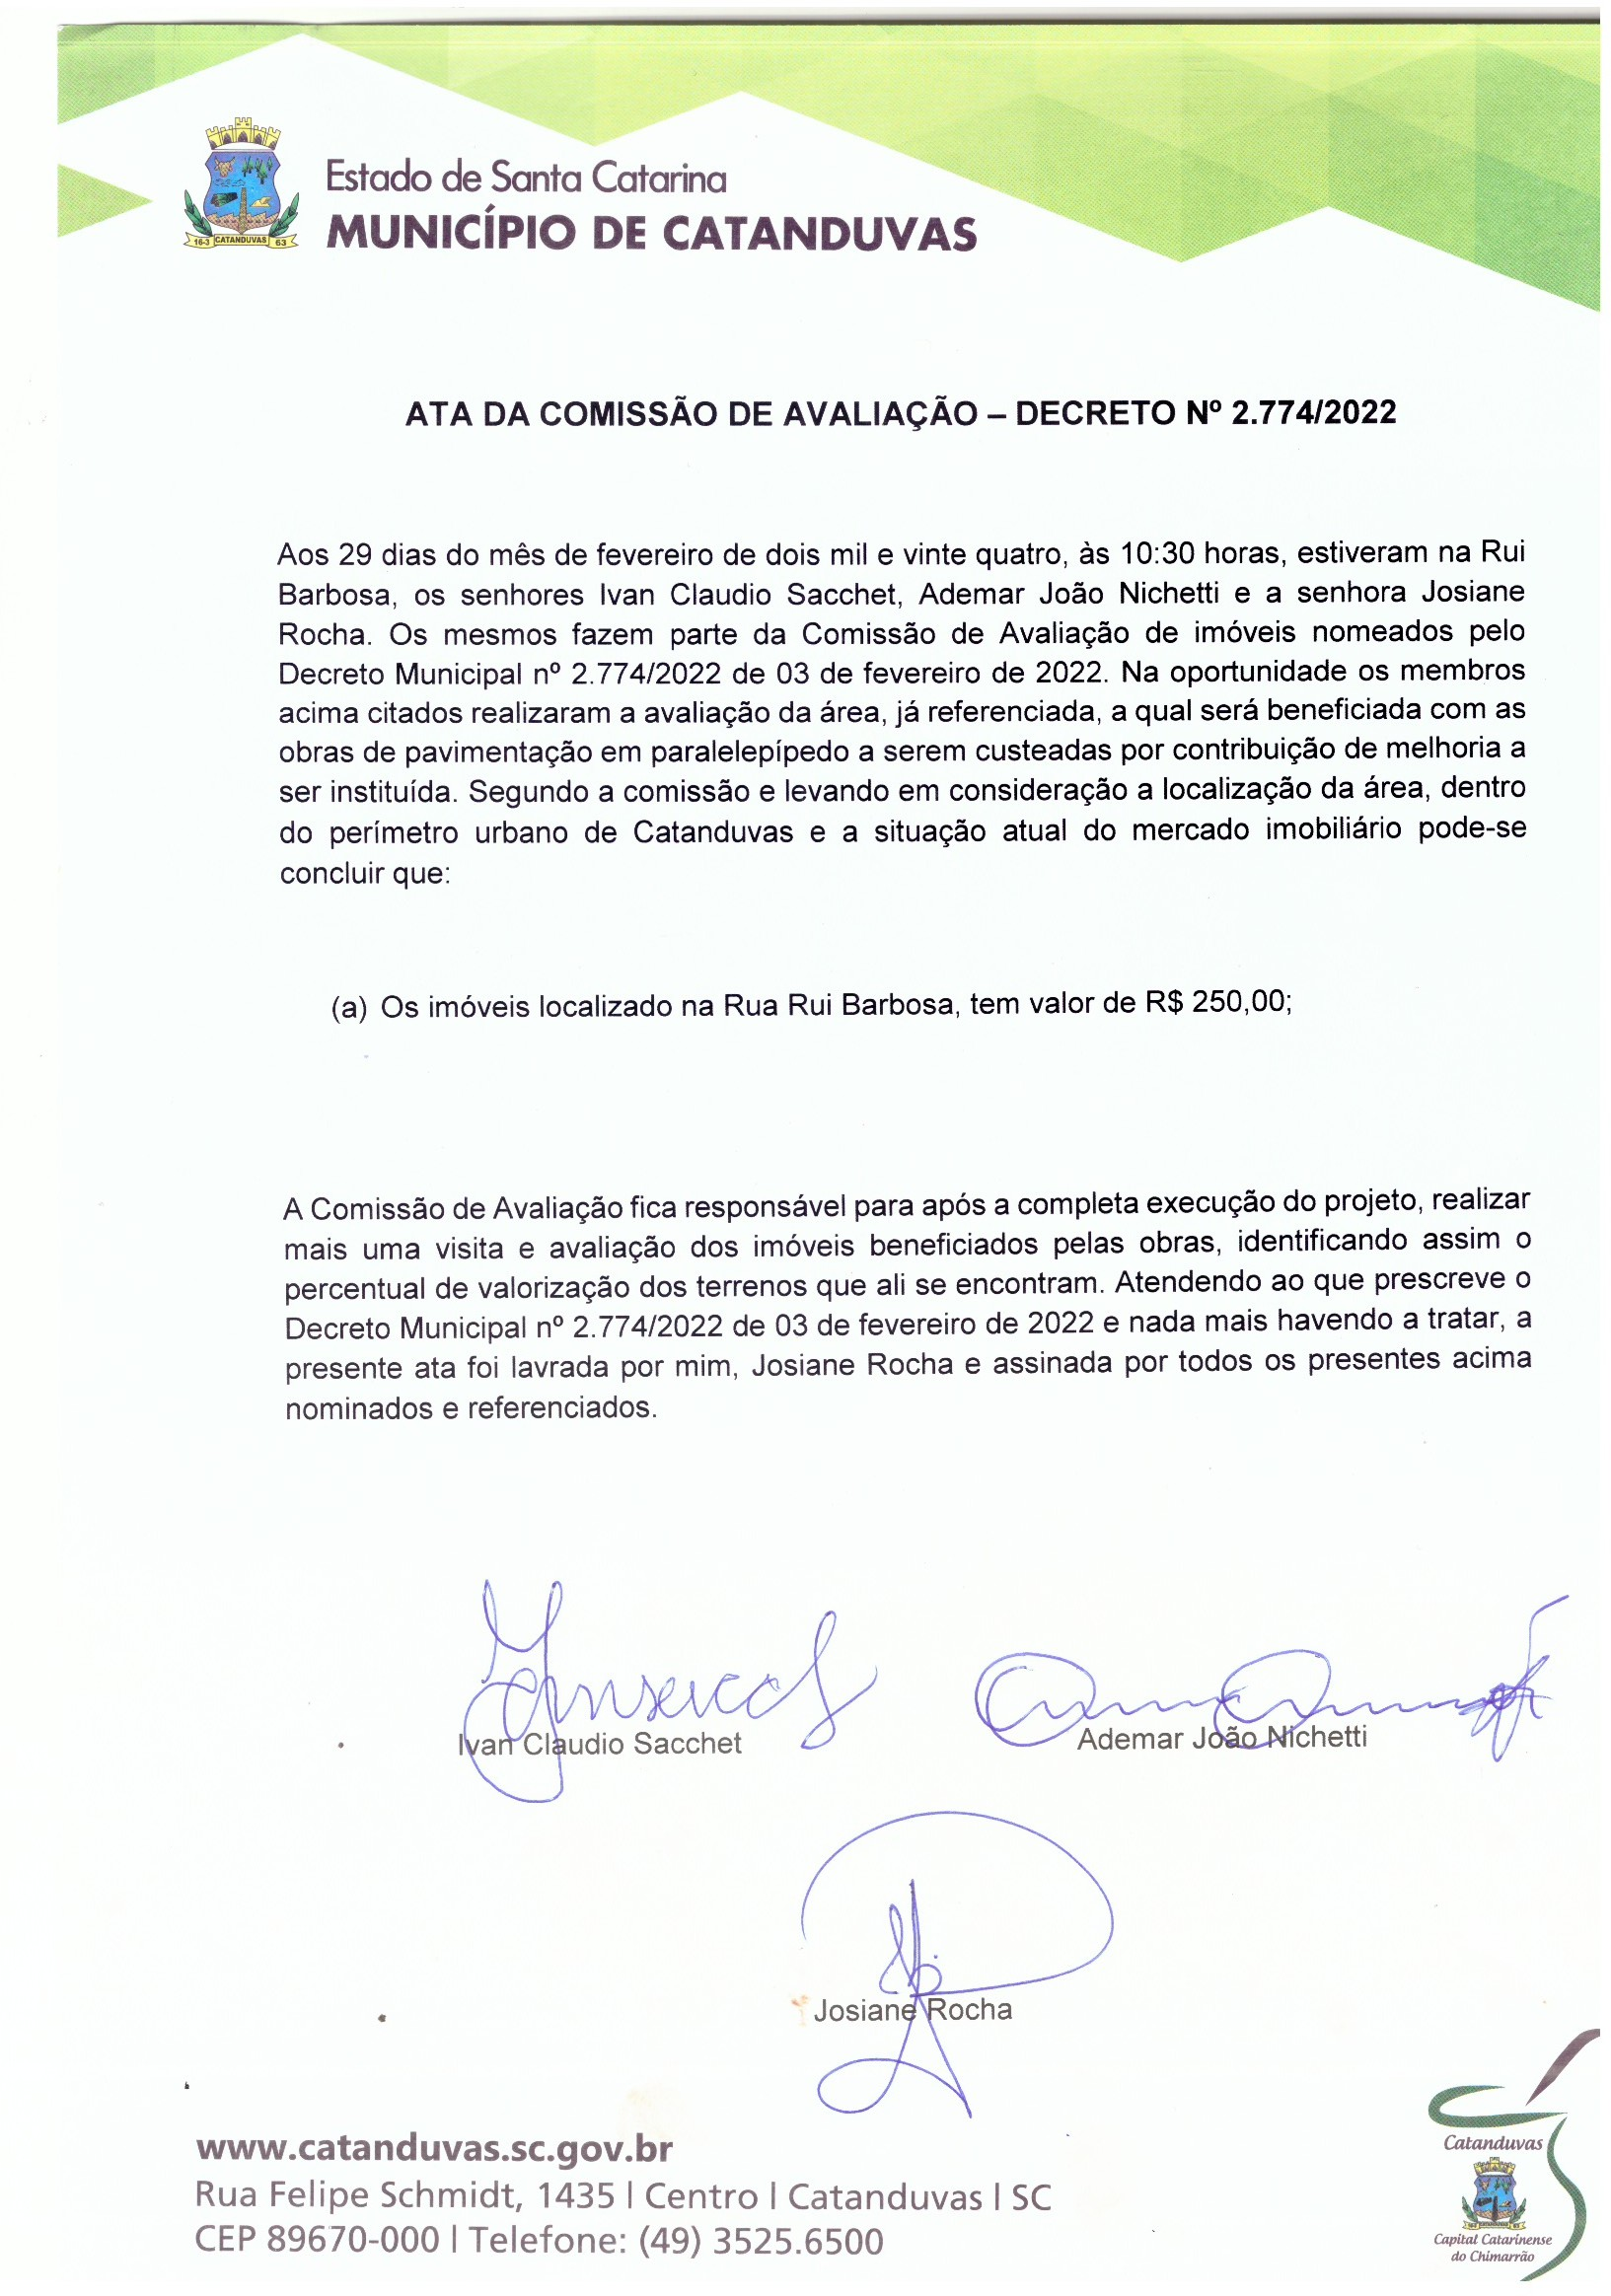 Estado de Santa Catarina
MUNICÍPIO DE CATANDUVAS
16-3 CATANDUVAS 63
ATA DA COMISSÃO DE AVALIAÇÃO – DECRETO Nº 2.774/2022
Aos 29 dias do mês de fevereiro de dois mil e vinte quatro, às 10:30 horas, estiveram na Rui
Barbosa, os senhores Ivan Claudio Sacchet, Ademar João Nichetti e a senhora Josiane
Rocha. Os mesmos fazem parte da Comissão de Avaliação de imóveis nomeados pelo
Decreto Municipal nº 2.774/2022 de 03 de fevereiro de 2022. Na oportunidade os membros
acima citados realizaram a avaliação da área, já referenciada, a qual será beneficiada com as
obras de pavimentação em paralelepípedo a serem custeadas por contribuição de melhoria a
ser instituída. Segundo a comissão e levando em consideração a localização da área, dentro
do perímetro urbano de Catanduvas e a situação atual do mercado imobiliário pode-se
concluir que:
(a) Os imóveis localizado na Rua Rui Barbosa, tem valor de R$ 250,00;
A Comissão de Avaliação fica responsável para após a completa execução do projeto, realizar
mais uma visita e avaliação dos imóveis beneficiados pelas obras, identificando assim o
percentual de valorização dos terrenos que ali se encontram. Atendendo ao que prescreve o
Decreto Municipal nº 2.774/2022 de 03 de fevereiro de 2022 e nada mais havendo a tratar, a
presente ata foi lavrada por mim, Josiane Rocha e assinada por todos os presentes acima
nominados e referenciados.
Ivan Claudio Sacchet
Ademar João Nichetti
Josiane Rocha
www.catanduvas.sc.gov.br
Rua Felipe Schmidt, 1435 | Centro | Catanduvas | SC
CEP 89670-000 | Telefone: (49) 3525.6500
Catanduvas
Capital Catarinense
do Chimarrão